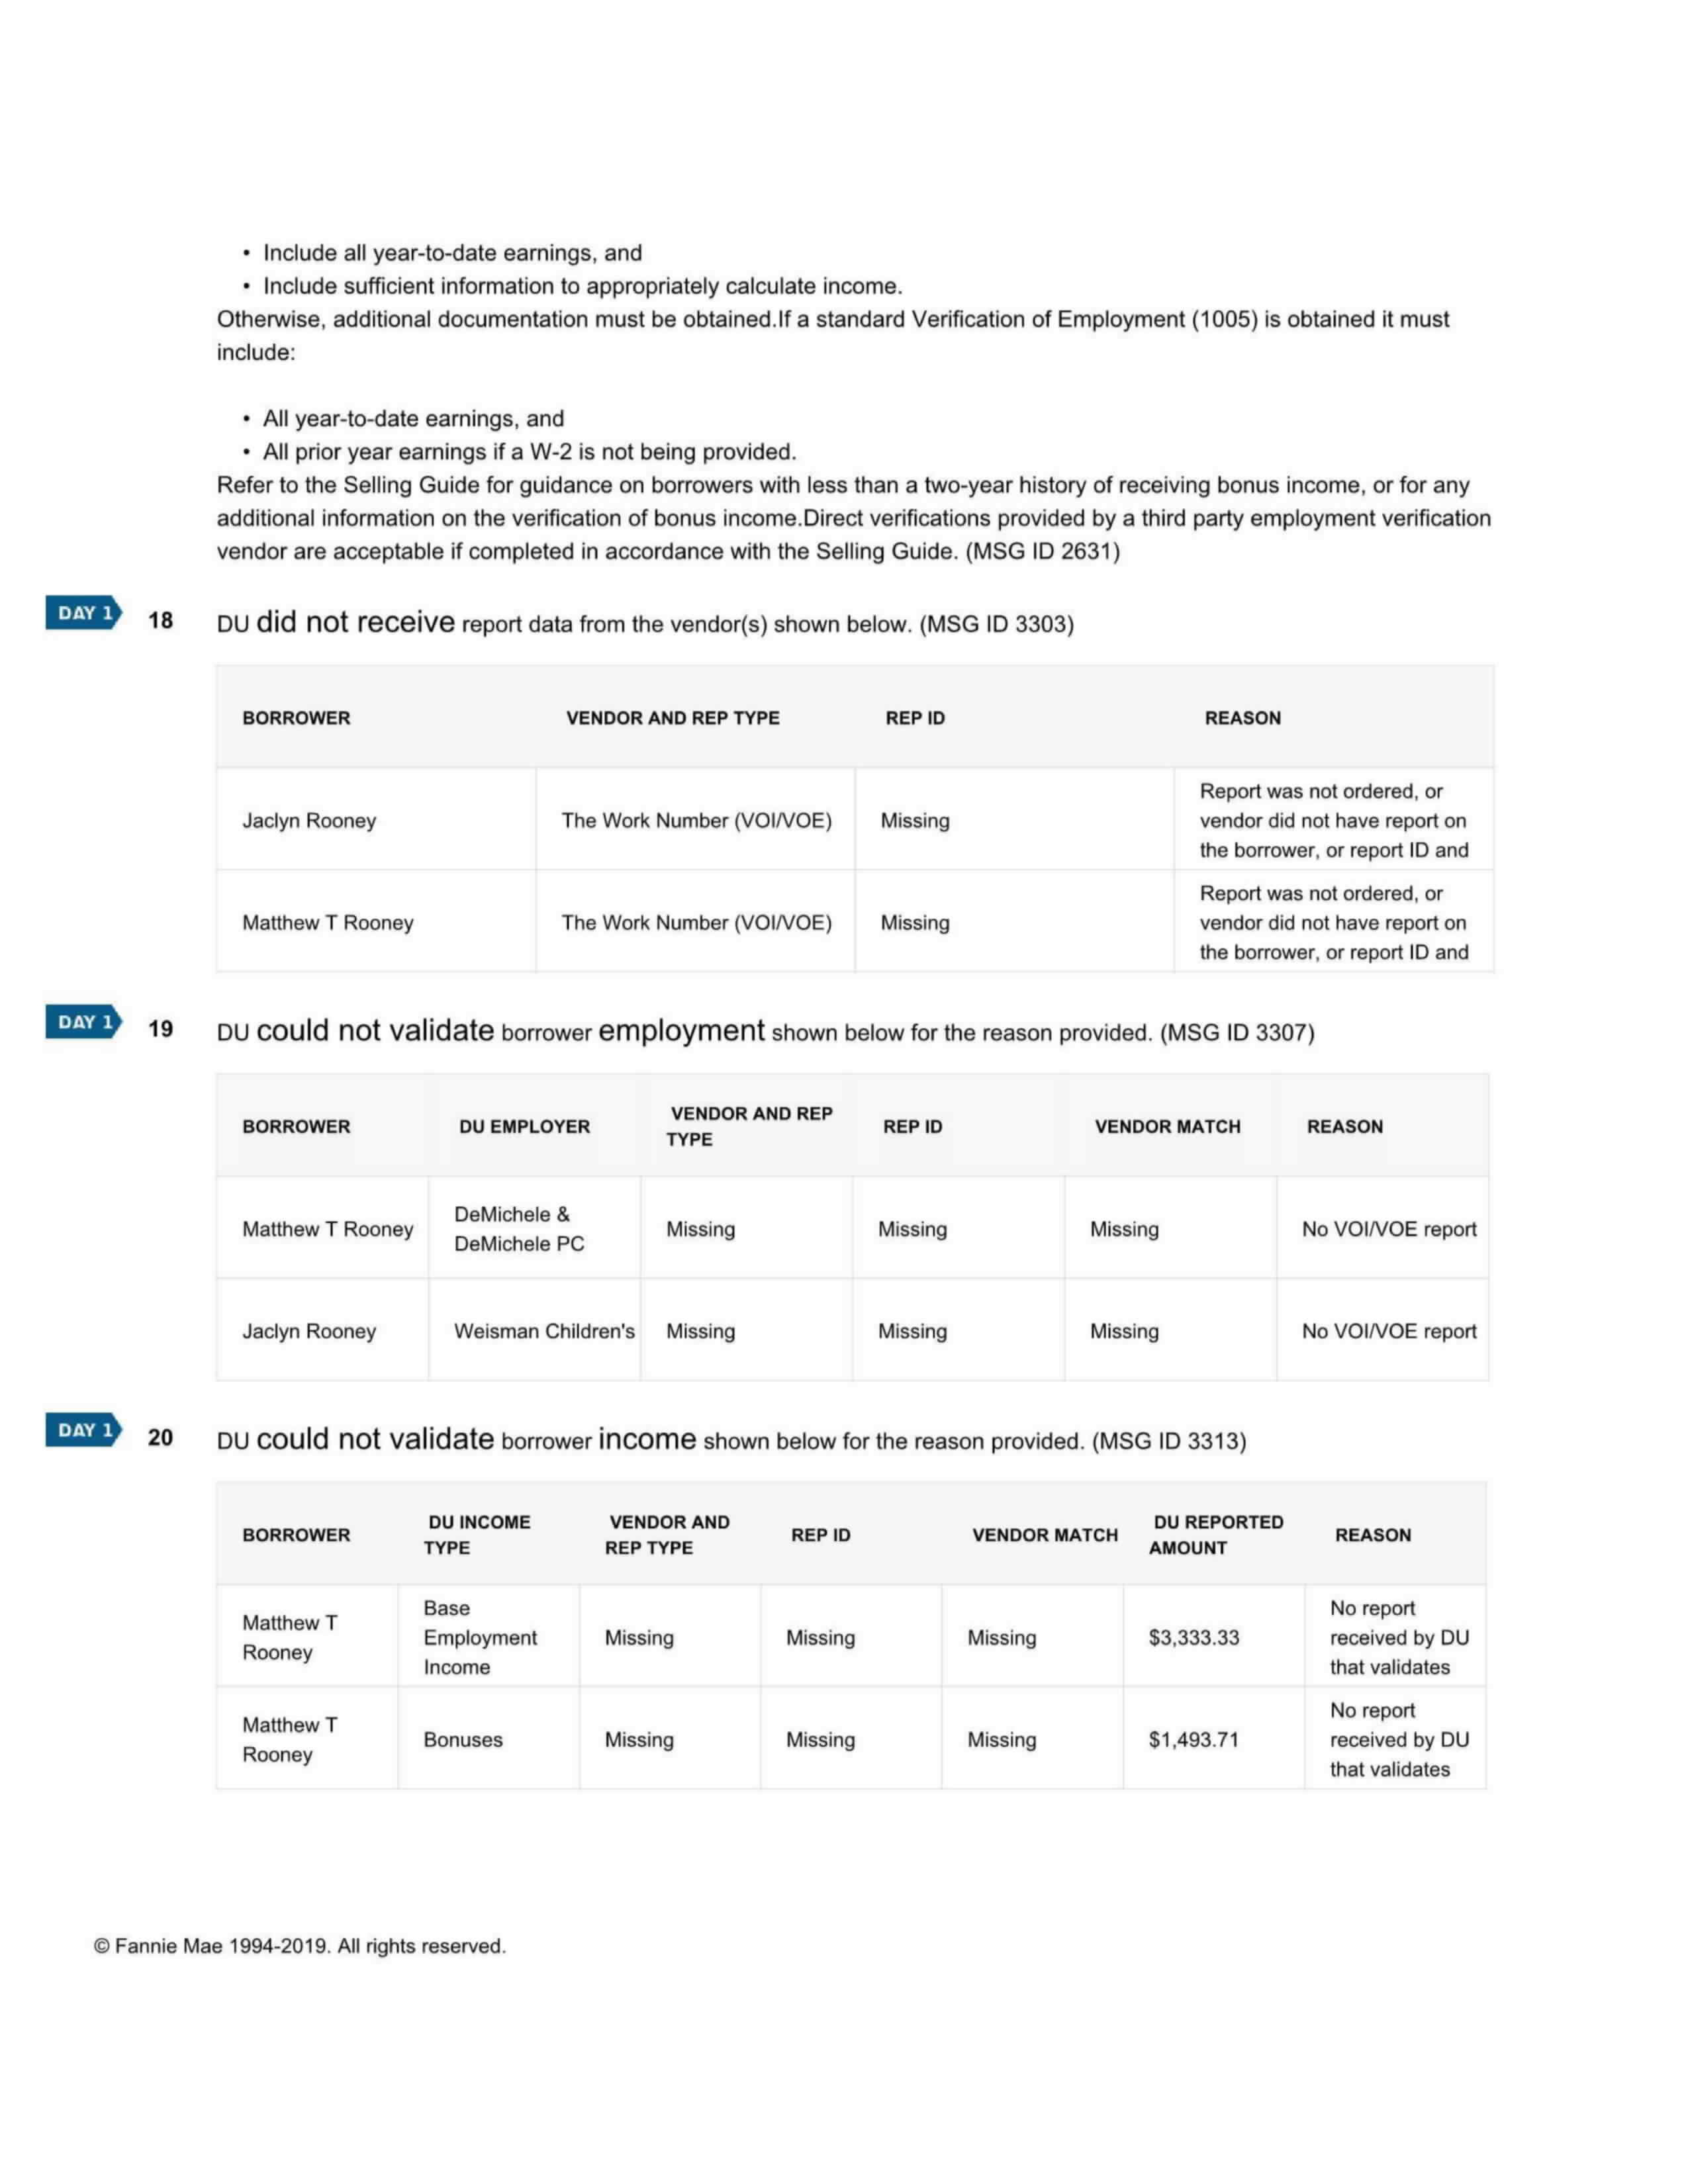 • Include all year-to-date earnings, and
• Include sufficient information to appropriately calculate income.
Otherwise, additional documentation must be obtained.If a standard Verification of Employment (1005) is obtained it must
include:
• All year-to-date earnings, and
• All prior year earnings if a W-2 is not being provided.
Refer to the Selling Guide for guidance on borrowers with less than a two-year history of receiving bonus income, or for any
additional information on the verification of bonus income.Direct verifications provided by a third party employment verification
vendor are acceptable if completed in accordance with the Selling Guide. (MSG ID 2631)
DAY 1 18 DU did not receive report data from the vendor(s) shown below. (MSG ID 3303)
BORROWER VENDOR AND REP TYPE REP ID REASON
Jaclyn Rooney The Work Number (VOI/VOE) Missing Report was not ordered, or
vendor did not have report on
the borrower, or report ID and
Matthew T Rooney The Work Number (VOI/VOE) Missing Report was not ordered, or
vendor did not have report on
the borrower, or report ID and
DAY 1 19 DU could not validate borrower employment shown below for the reason provided. (MSG ID 3307)
BORROWER DU EMPLOYER VENDOR AND REP
TYPE REP ID VENDOR MATCH REASON
Matthew T Rooney DeMichele &
DeMichele PC Missing Missing Missing No VOI/VOE report
Jaclyn Rooney Weisman Children's Missing Missing Missing No VOI/VOE report
DAY 1 20 DU could not validate borrower income shown below for the reason provided. (MSG ID 3313)
BORROWER DU INCOME
TYPE VENDOR AND
REP TYPE REP ID VENDOR MATCH DU REPORTED
AMOUNT REASON
Matthew T
Rooney Base
Employment
Income Missing Missing Missing $3,333.33 No report
received by DU
that validates
Matthew T
Rooney Bonuses Missing Missing Missing $1,493.71 No report
received by DU
that validates
© Fannie Mae 1994-2019. All rights reserved.